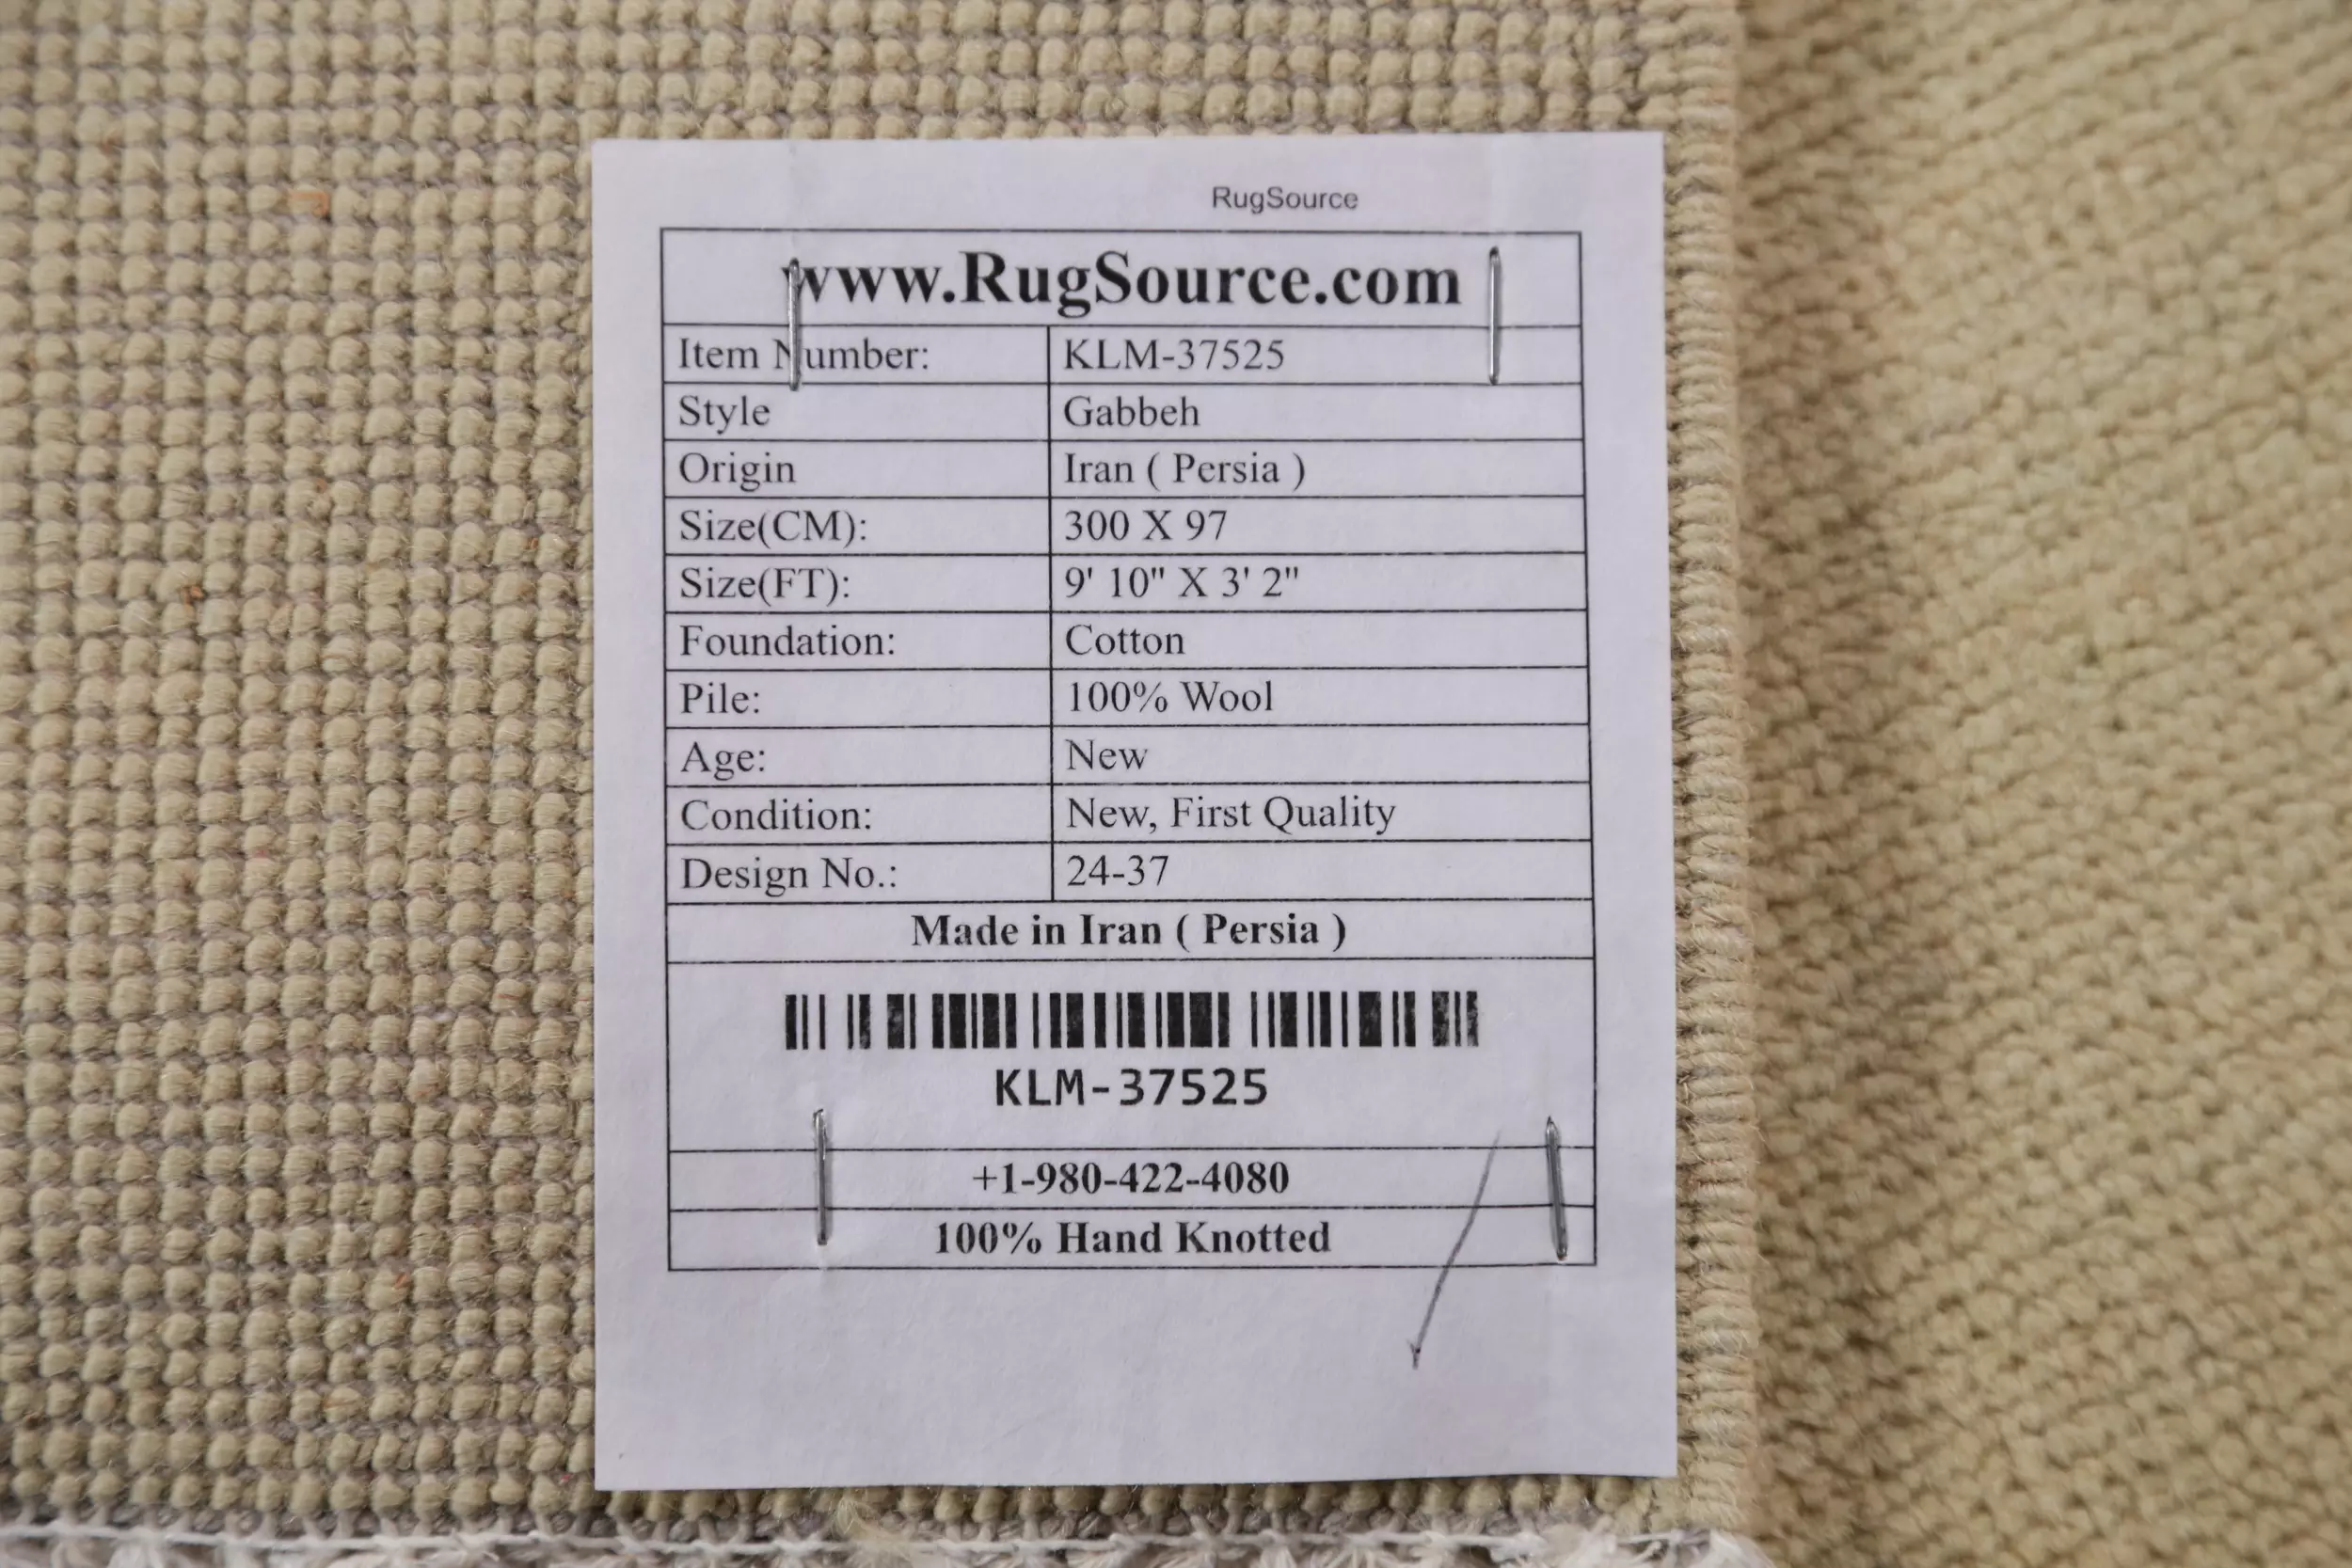 RugSource
www.RugSource.com
Item Number: KLM-37525
Style Gabbeh
Origin Iran ( Persia )
Size(CM): 300 X 97
Size(FT): 9' 10" X 3' 2"
Foundation: Cotton
Pile: 100% Wool
Age: New
Condition: New, First Quality
Design No.: 24-37
Made in Iran ( Persia )
KLM-37525
+1-980-422-4080
100% Hand Knotted